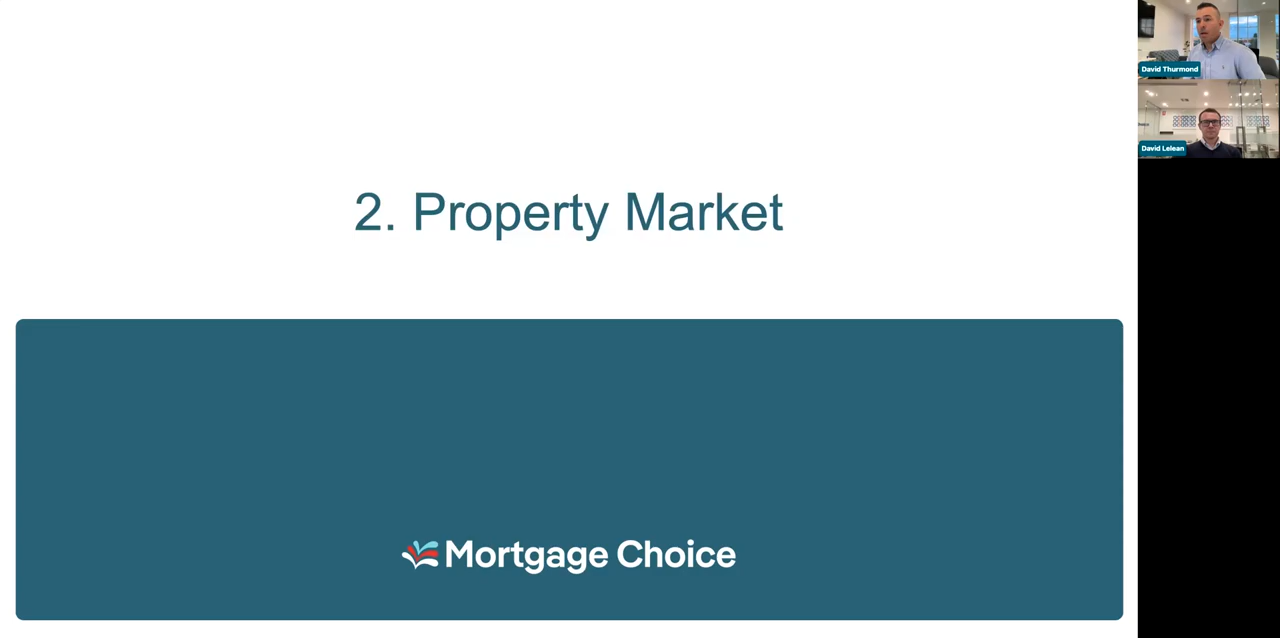 2. Property Market
Mortgage Choice
David Thurmond
David Lelean